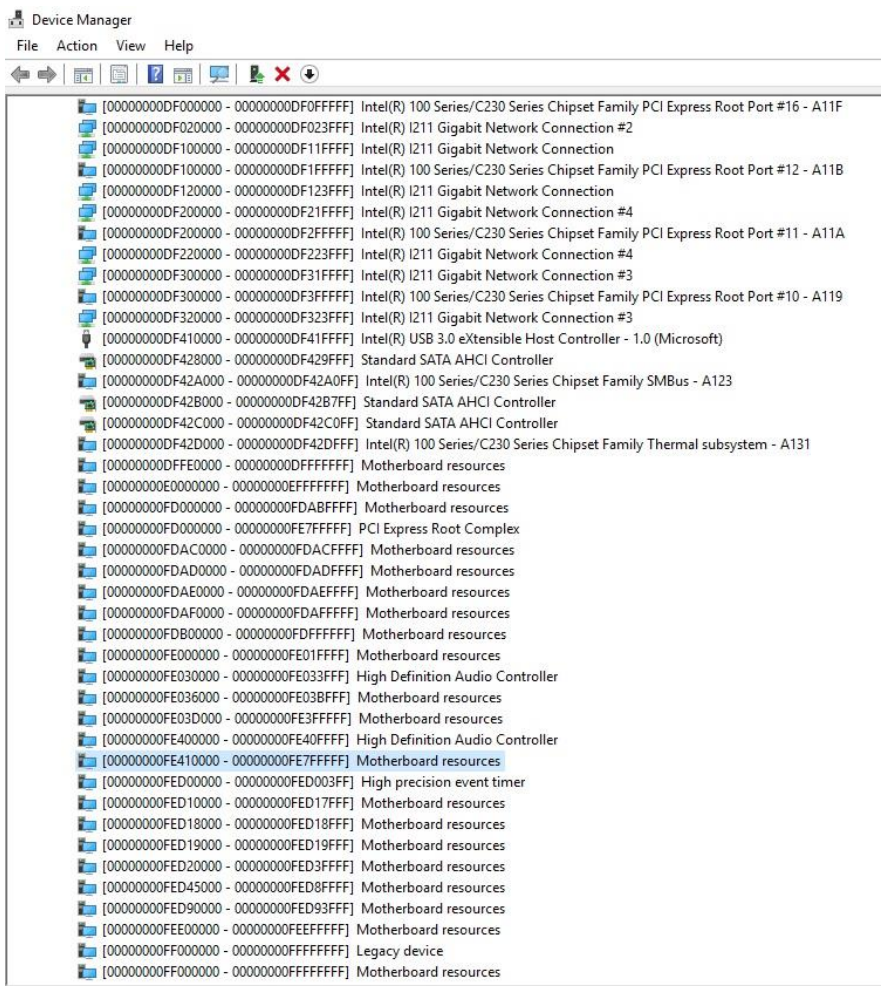 Device Manager
File Action View Help
[00000000DF000000 - 00000000DF0FFFFF] Intel(R) 100 Series/C230 Series Chipset Family PCI Express Root Port #16 - A11F
[00000000DF020000 - 00000000DF023FFF] Intel(R) I211 Gigabit Network Connection #2
[00000000DF100000 - 00000000DF11FFFF] Intel(R) I211 Gigabit Network Connection
[00000000DF100000 - 00000000DF1FFFFF] Intel(R) 100 Series/C230 Series Chipset Family PCI Express Root Port #12 - A11B
[00000000DF120000 - 00000000DF123FFF] Intel(R) I211 Gigabit Network Connection
[00000000DF200000 - 00000000DF21FFFF] Intel(R) I211 Gigabit Network Connection #4
[00000000DF200000 - 00000000DF2FFFFF] Intel(R) 100 Series/C230 Series Chipset Family PCI Express Root Port #11 - A11A
[00000000DF220000 - 00000000DF223FFF] Intel(R) I211 Gigabit Network Connection #4
[00000000DF300000 - 00000000DF31FFFF] Intel(R) I211 Gigabit Network Connection #3
[00000000DF300000 - 00000000DF3FFFFF] Intel(R) 100 Series/C230 Series Chipset Family PCI Express Root Port #10 - A119
[00000000DF320000 - 00000000DF323FFF] Intel(R) I211 Gigabit Network Connection #3
[00000000DF410000 - 00000000DF41FFFF] Intel(R) USB 3.0 eXtensible Host Controller - 1.0 (Microsoft)
[00000000DF428000 - 00000000DF429FFF] Standard SATA AHCI Controller
[00000000DF42A000 - 00000000DF42A0FF] Intel(R) 100 Series/C230 Series Chipset Family SMBus - A123
[00000000DF42B000 - 00000000DF42B7FF] Standard SATA AHCI Controller
[00000000DF42C000 - 00000000DF42C0FF] Standard SATA AHCI Controller
[00000000DF42D000 - 00000000DF42DFFF] Intel(R) 100 Series/C230 Series Chipset Family Thermal subsystem - A131
[00000000DFFE0000 - 00000000DFFFFFFF] Motherboard resources
[00000000E0000000 - 00000000EFFFFFFF] Motherboard resources
[00000000FD000000 - 00000000FDABFFFF] Motherboard resources
[00000000FD000000 - 00000000FE7FFFFF] PCI Express Root Complex
[00000000FDAC0000 - 00000000FDACFFFF] Motherboard resources
[00000000FDAD0000 - 00000000FDADFFFF] Motherboard resources
[00000000FDAE0000 - 00000000FDAEFFFF] Motherboard resources
[00000000FDAF0000 - 00000000FDAFFFFF] Motherboard resources
[00000000FDB00000 - 00000000FDFFFFFF] Motherboard resources
[00000000FE000000 - 00000000FE01FFFF] Motherboard resources
[00000000FE030000 - 00000000FE033FFF] High Definition Audio Controller
[00000000FE036000 - 00000000FE03BFFF] Motherboard resources
[00000000FE03D000 - 00000000FE3FFFFF] Motherboard resources
[00000000FE400000 - 00000000FE40FFFF] High Definition Audio Controller
[00000000FE410000 - 00000000FE7FFFFF] Motherboard resources
[00000000FED00000 - 00000000FED003FF] High precision event timer
[00000000FED10000 - 00000000FED17FFF] Motherboard resources
[00000000FED18000 - 00000000FED18FFF] Motherboard resources
[00000000FED19000 - 00000000FED19FFF] Motherboard resources
[00000000FED20000 - 00000000FED3FFFF] Motherboard resources
[00000000FED45000 - 00000000FED8FFFF] Motherboard resources
[00000000FED90000 - 00000000FED93FFF] Motherboard resources
[00000000FEE00000 - 00000000FEEFFFFF] Motherboard resources
[00000000FF000000 - 00000000FFFFFFFF] Legacy device
[00000000FF000000 - 00000000FFFFFFFF] Motherboard resources